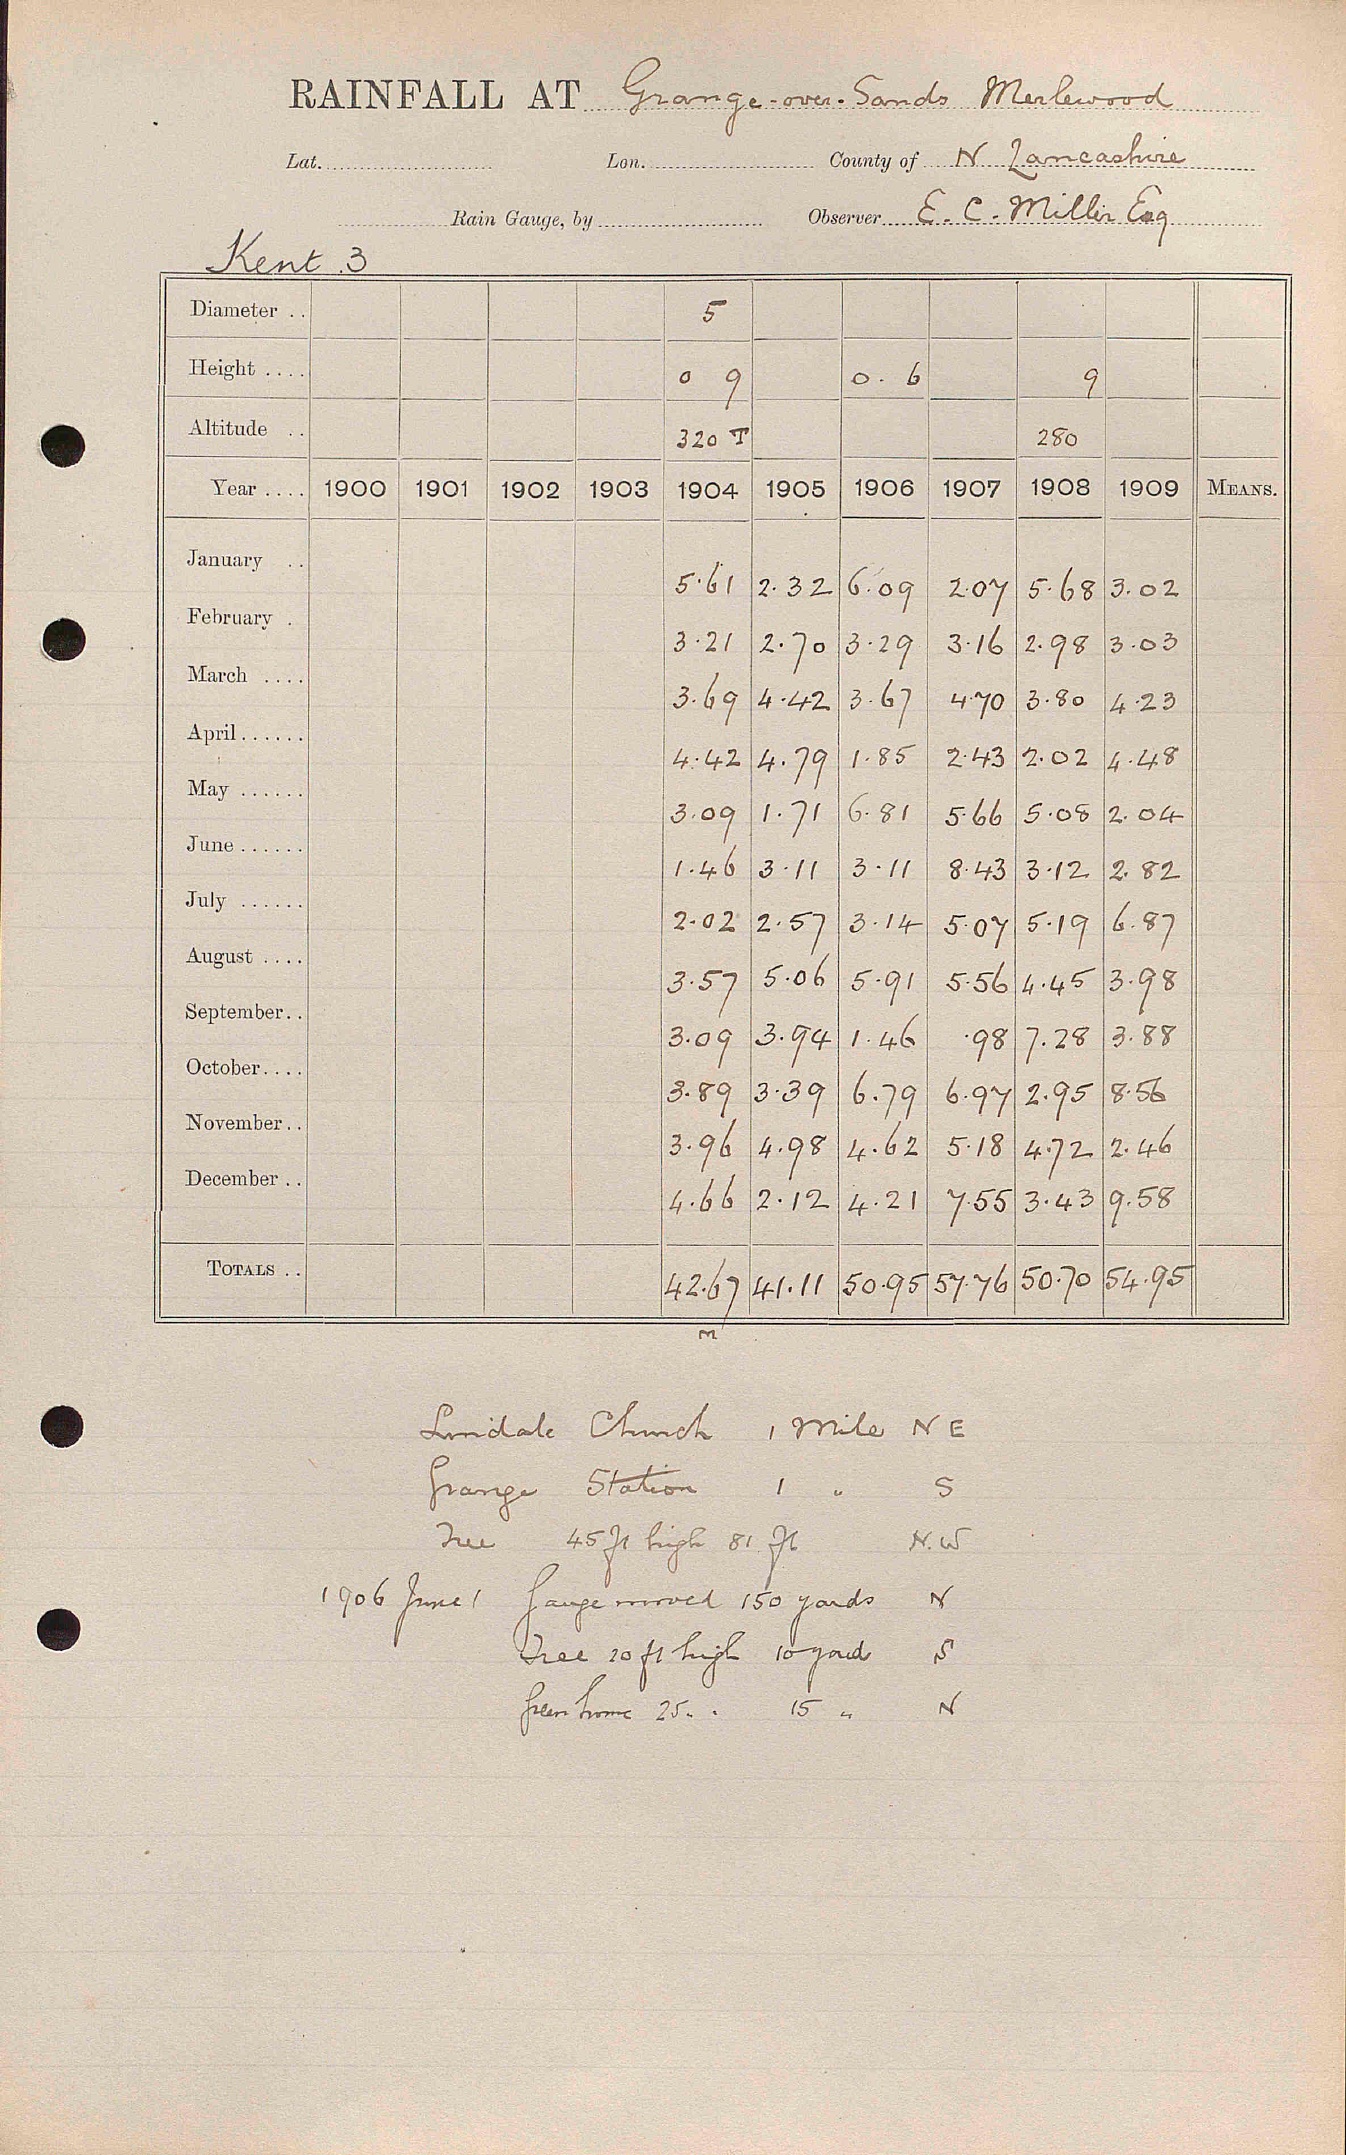 RAINFALL AT Grange-over-Sands Merlewood
Lat. Lon. County of N Lancashire
Rain Gauge, by Observer E. C. Miller Esq
Kent 3
Diameter .. 5
Height .... 0 9 0. 6 9
Altitude .. 320 T 280
Year .... 1900 1901 1902 1903 1904 1905 1906 1907 1908 1909 MEANS.
January .. 5.61 2.32 6.09 2.07 5.68 3.02
February . 3.21 2.70 3.29 3.16 2.98 3.03
March .... 3.69 4.42 3.67 4.70 3.80 4.23
April...... 4.42 4.79 1.85 2.43 2.02 4.48
May ...... 3.09 1.71 6.81 5.66 5.08 2.04
June...... 1.46 3.11 3.11 8.43 3.12 2.82
July ...... 2.02 2.57 3.14 5.07 5.19 6.87
August .... 3.57 5.06 5.91 5.56 4.45 3.98
September.. 3.09 3.94 1.46 .98 7.28 3.88
October.... 3.89 3.39 6.79 6.97 2.95 8.56
November.. 3.96 4.98 4.62 5.18 4.72 2.46
December .. 4.66 2.12 4.21 7.55 3.43 9.58
TOTALS .. 42.67 41.11 50.95 57.76 50.70 54.95
m
Lindale Church 1 Mile N E
Grange Station 1 " S
Tree 45 ft high 81 ft N.W
1906 June 1 Gauge moved 150 yards N
Tree 20 ft high 10 yards S
Greenhouse 25 " " 15 " N